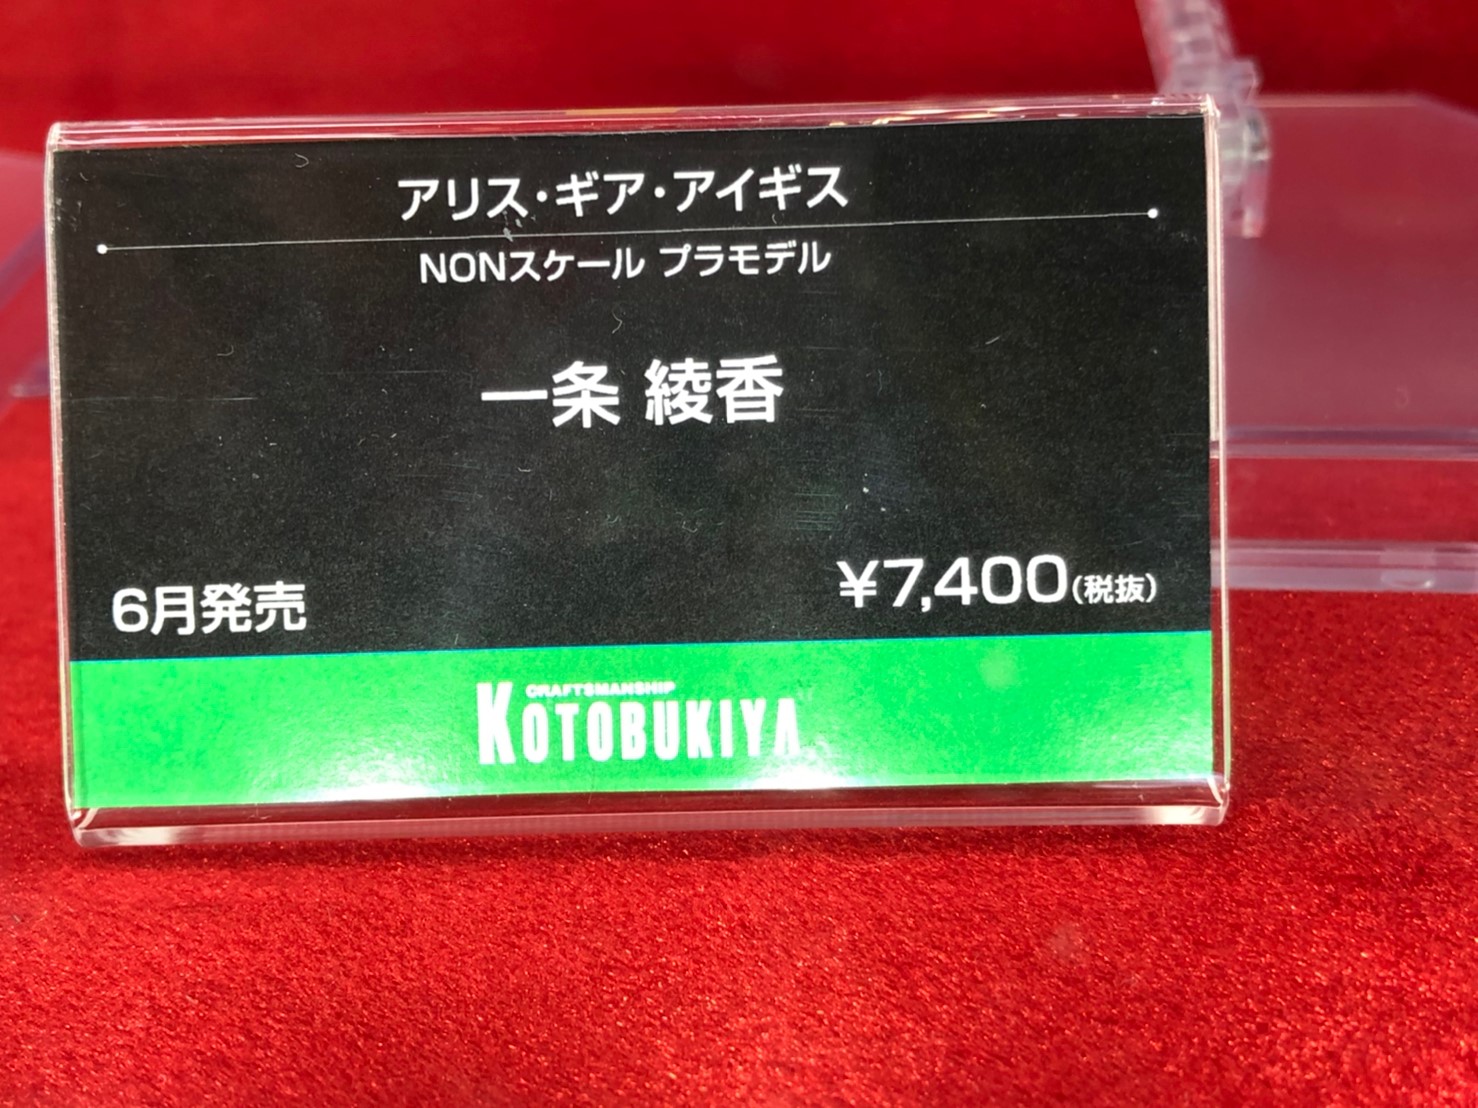 アリス・ギア・アイギス
NONスケール プラモデル
一条 綾香
6月発売
¥7,400(税抜)
CRAFTSMANSHIP
KOTOBUKIYA